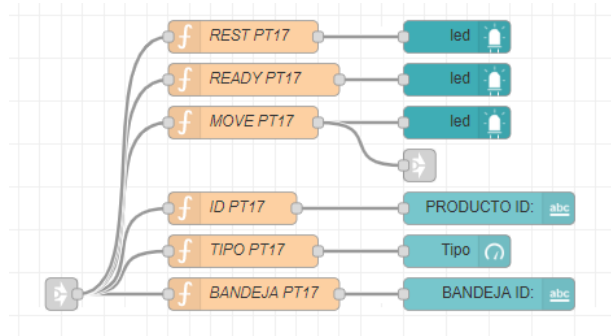 REST PT17 led
READY PT17 led
MOVE PT17 led
ID PT17 PRODUCTO ID: abc
TIPO PT17 Tipo
BANDEJA PT17 BANDEJA ID: abc